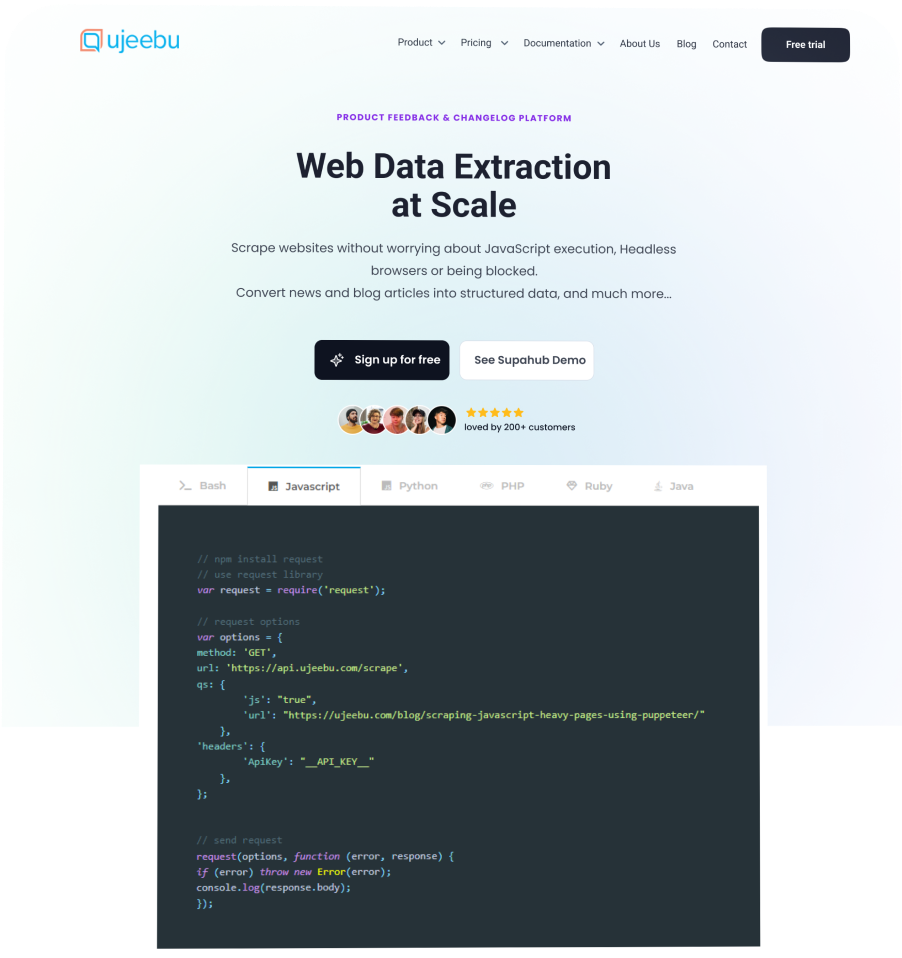 ujeebu
Product Pricing Documentation About Us Blog Contact Free trial
PRODUCT FEEDBACK & CHANGELOG PLATFORM
Web Data Extraction
at Scale
Scrape websites without worrying about JavaScript execution, Headless
browsers or being blocked.
Convert news and blog articles into structured data, and much more...
Sign up for free See Supahub Demo
loved by 200+ customers
Bash Javascript Python PHP Ruby Java
// npm install request
// use request library
var request = require('request');
// request options
var options = {
method: 'GET',
url: 'https://api.ujeebu.com/scrape',
qs: {
'js': "true",
'url': "https://ujeebu.com/blog/scraping-javascript-heavy-pages-using-puppeteer/"
},
'headers': {
'ApiKey': "__API_KEY__"
},
};
// send request
request(options, function (error, response) {
if (error) throw new Error(error);
console.log(response.body);
});